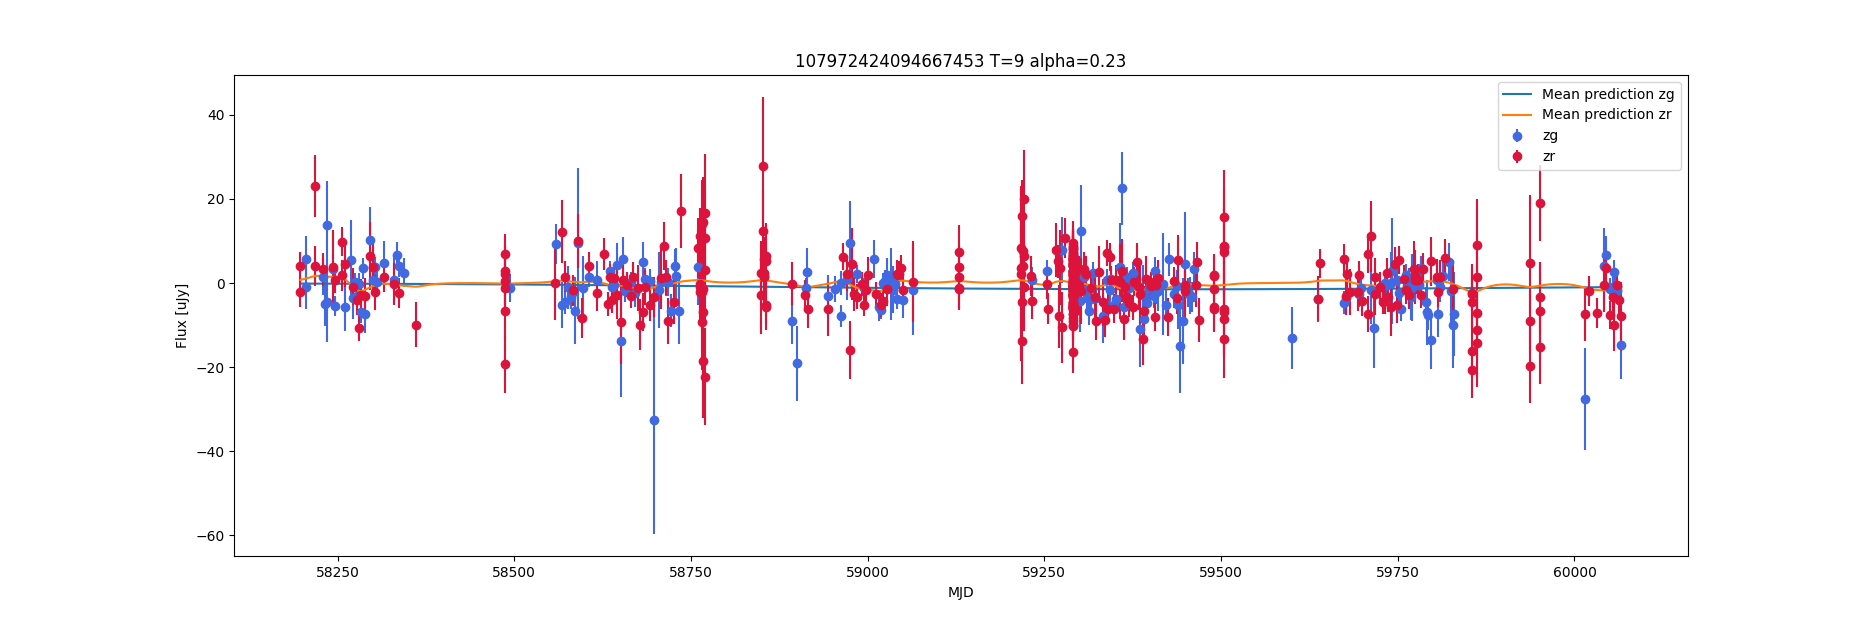 107972424094667453 T=9 alpha=0.23
Mean prediction zg
Mean prediction zr
zg
zr
Flux [uJy]
40
20
0
−20
−40
−60
58250
58500
58750
59000
59250
59500
59750
60000
MJD